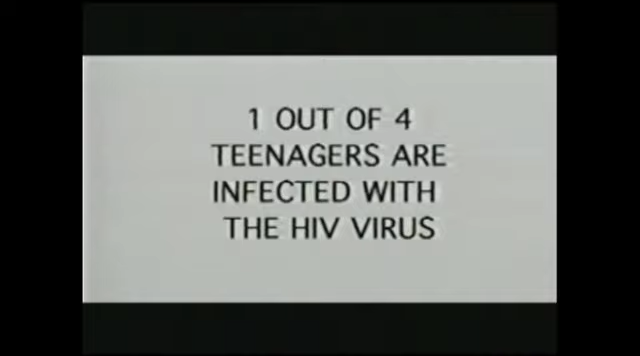 1 OUT OF 4
TEENAGERS ARE
INFECTED WITH
THE HIV VIRUS